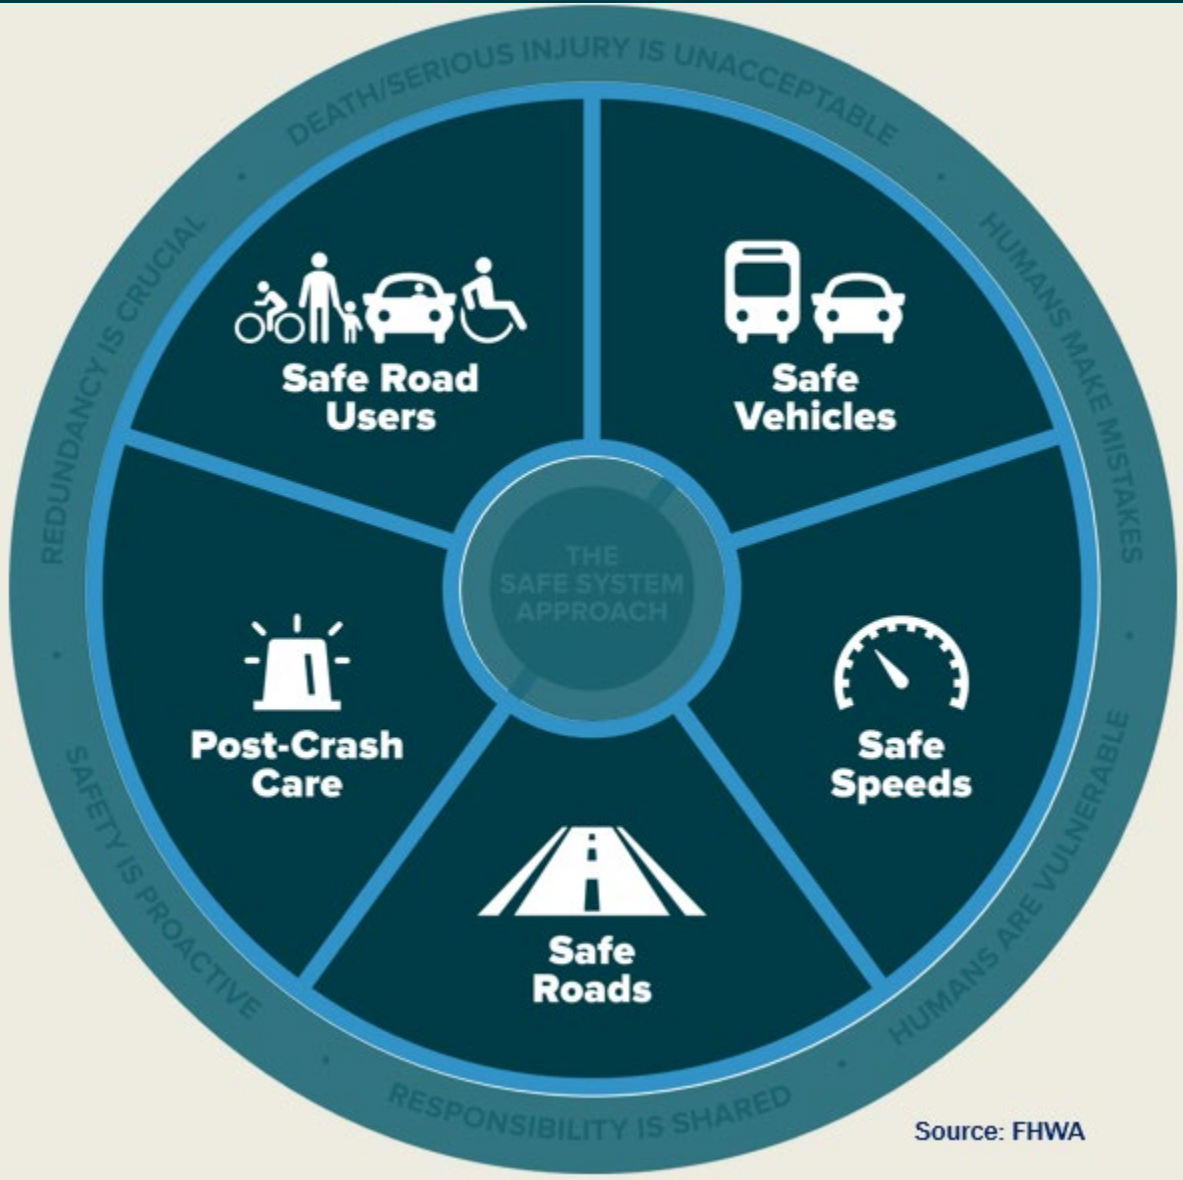 DEATH/SERIOUS INJURY IS UNACCEPTABLE
HUMANS MAKE MISTAKES
HUMANS ARE VULNERABLE
RESPONSIBILITY IS SHARED
SAFETY IS PROACTIVE
REDUNDANCY IS CRUCIAL
Safe Road
Users
Safe
Vehicles
THE
SAFE SYSTEM
APPROACH
Safe
Speeds
Safe
Roads
Post-Crash
Care
Source: FHWA